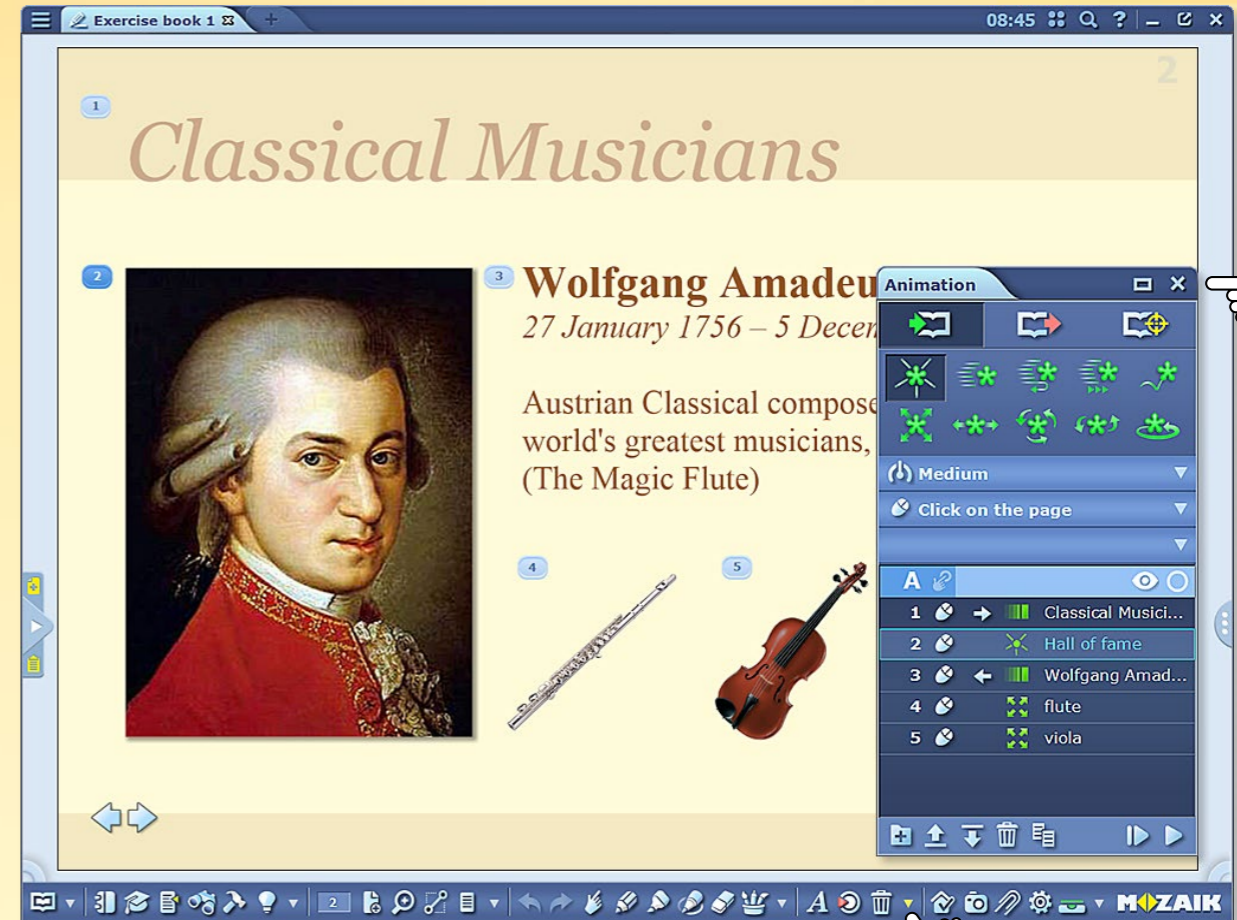 Exercise book 1
+
08:45
?
2
1
Classical Musicians
2
3
Wolfgang Amadeu
27 January 1756 – 5 Decem
Austrian Classical compose
world's greatest musicians,
(The Magic Flute)
4
5
Animation
Medium
Click on the page
A
1 Classical Musici...
2 Hall of fame
3 Wolfgang Amad...
4 flute
5 viola
2
A
MOZAIK